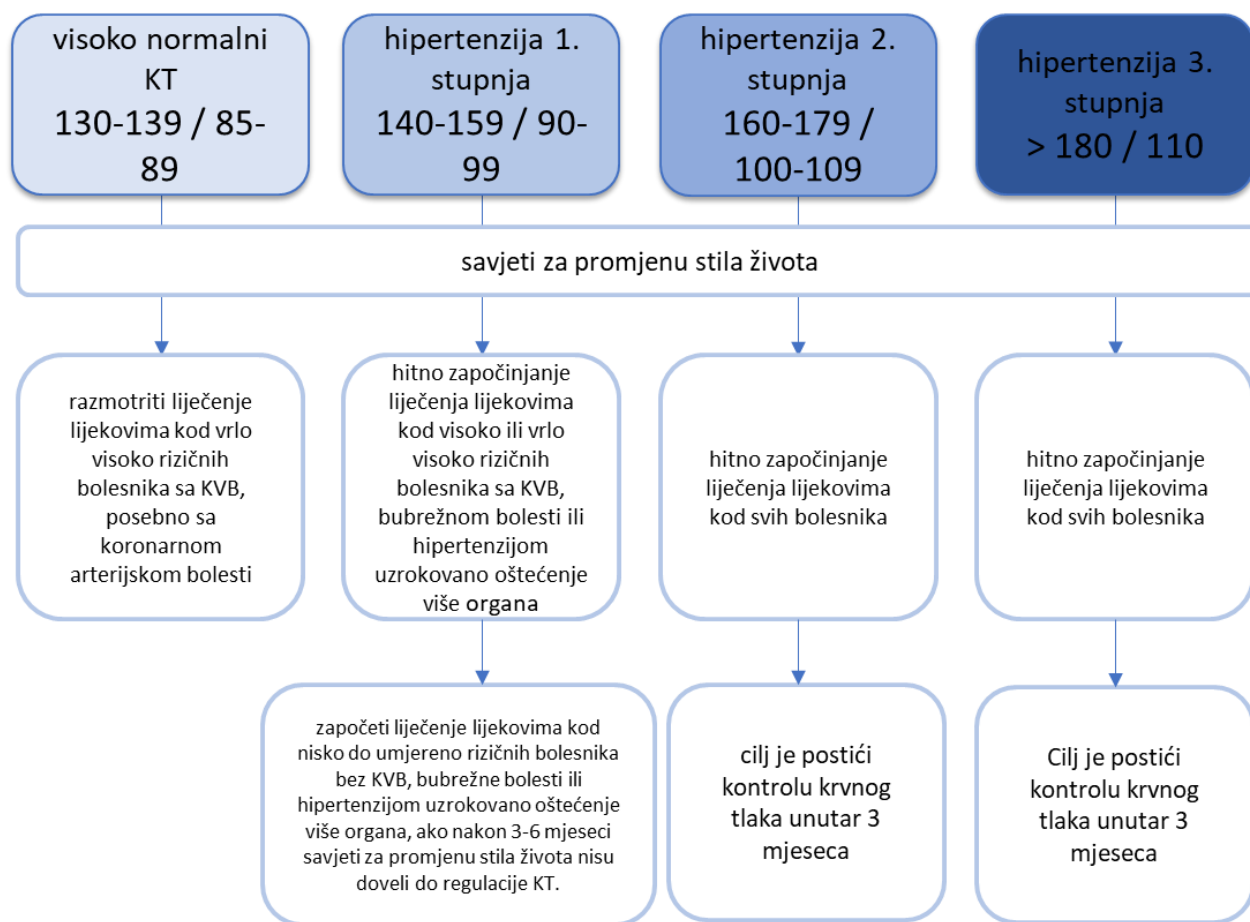 visoko normalni
KT
130-139 / 85-
89
hipertenzija 1.
stupnja
140-159 / 90-
99
hipertenzija 2.
stupnja
160-179 /
100-109
hipertenzija 3.
stupnja
> 180 / 110
savjeti za promjenu stila života
razmotriti liječenje
lijekovima kod vrlo
visoko rizičnih
bolesnika sa KVB,
posebno sa
koronarnom
arterijskom bolesti
hitno započinjanje
liječenja lijekovima
kod visoko ili vrlo
visoko rizičnih
bolesnika sa KVB,
bubrežnom bolesti ili
hipertenzijom
uzrokovano oštećenje
više organa
hitno započinjanje
liječenja lijekovima
kod svih bolesnika
hitno započinjanje
liječenja lijekovima
kod svih bolesnika
započeti liječenje lijekovima kod
nisko do umjereno rizičnih bolesnika
bez KVB, bubrežne bolesti ili
hipertenzijom uzrokovano oštećenje
više organa, ako nakon 3-6 mjeseci
savjeti za promjenu stila života nisu
doveli do regulacije KT.
cilj je postići
kontrolu krvnog
tlaka unutar 3
mjeseca
Cilj je postići
kontrolu krvnog
tlaka unutar 3
mjeseca